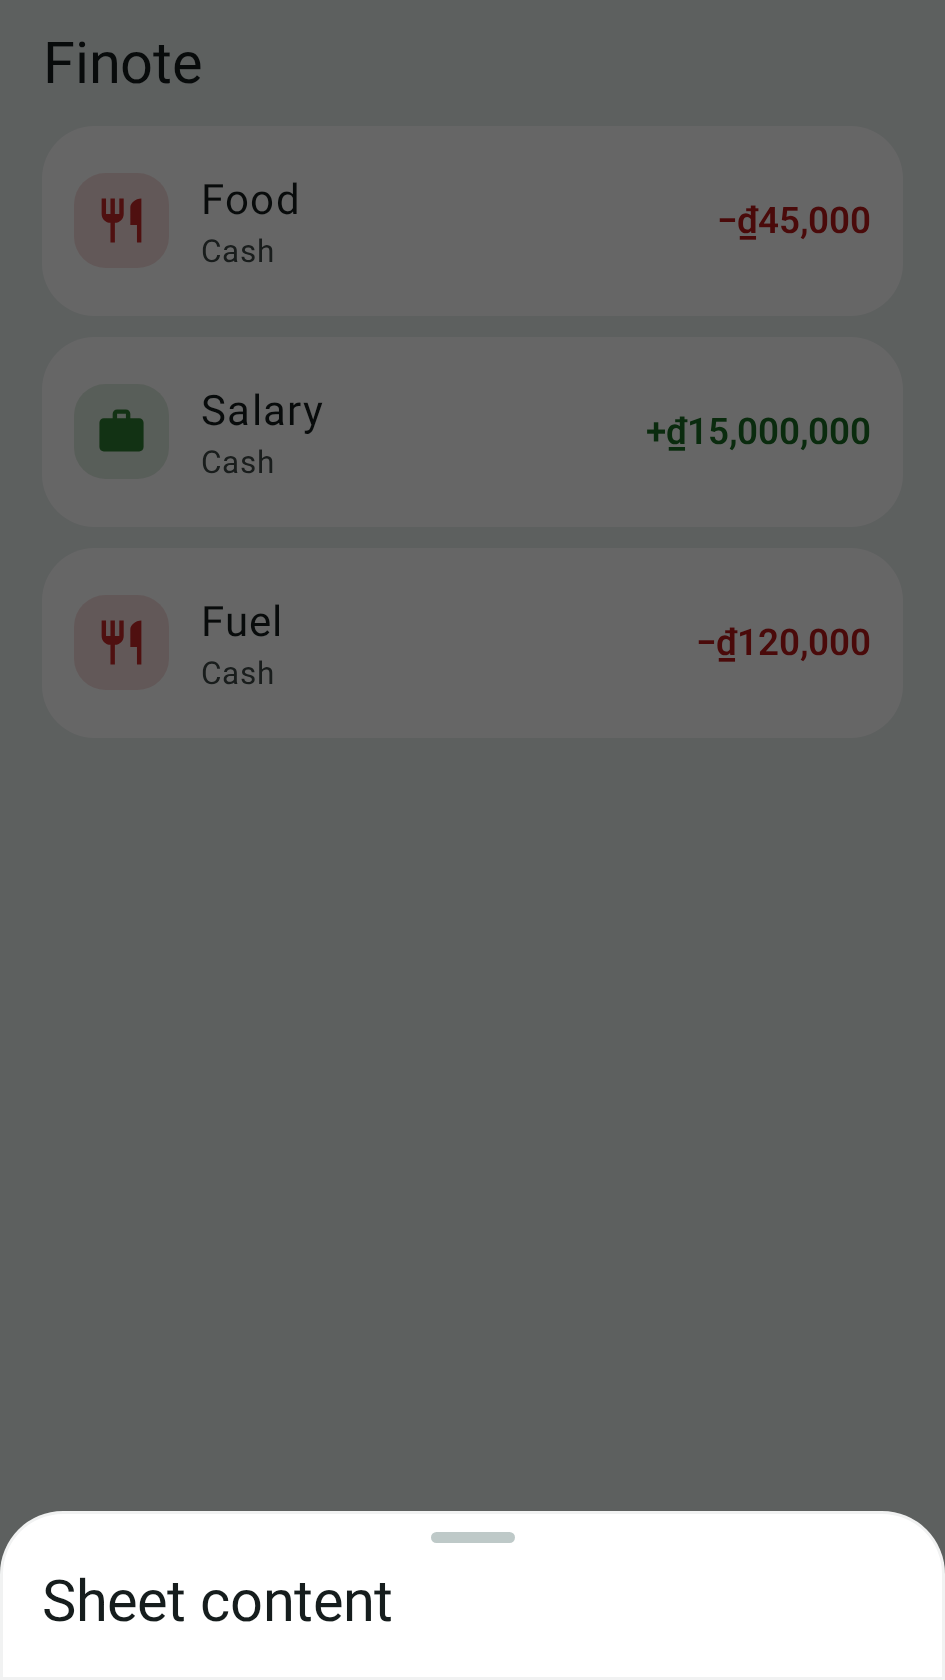 Finote
Food
Cash
−₫45,000
Salary
Cash
+₫15,000,000
Fuel
Cash
−₫120,000
Sheet content